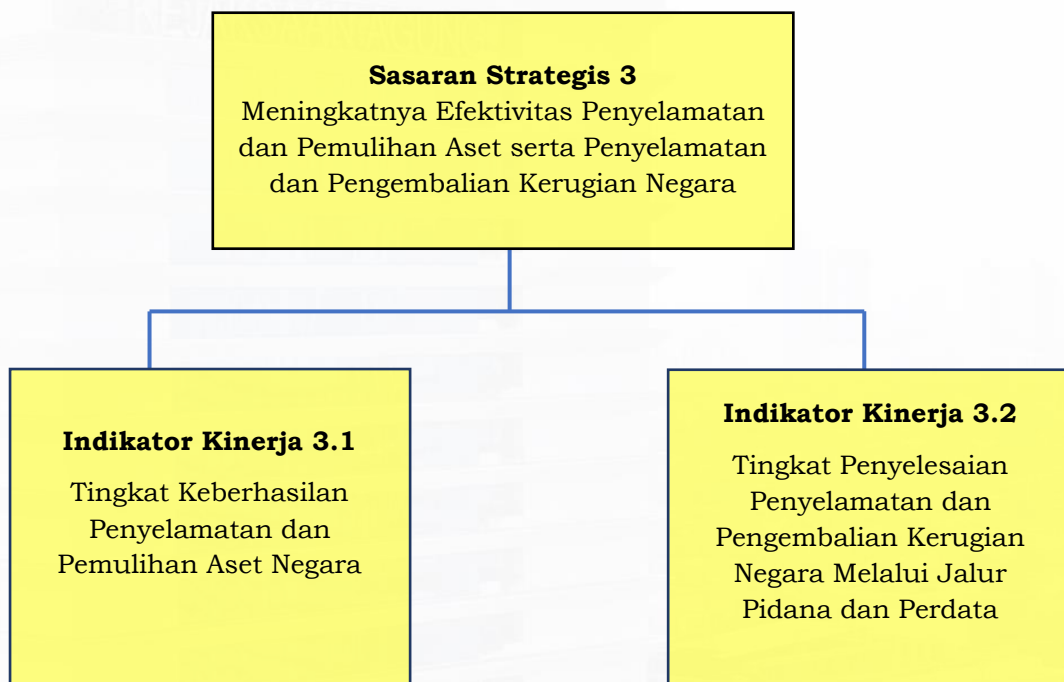 Sasaran Strategis 3
Meningkatnya Efektivitas Penyelamatan
dan Pemulihan Aset serta Penyelamatan
dan Pengembalian Kerugian Negara
Indikator Kinerja 3.1
Tingkat Keberhasilan
Penyelamatan dan
Pemulihan Aset Negara
Indikator Kinerja 3.2
Tingkat Penyelesaian
Penyelamatan dan
Pengembalian Kerugian
Negara Melalui Jalur
Pidana dan Perdata